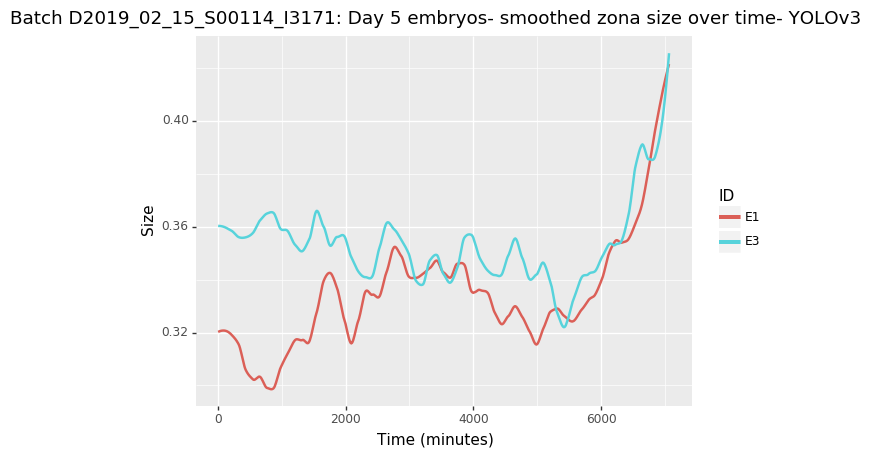 Batch D2019_02_15_S00114_I3171: Day 5 embryos- smoothed zona size over time- YOLOv3
0.40
0.36
0.32
Size
0
2000
4000
6000
Time (minutes)
ID
E1
E3